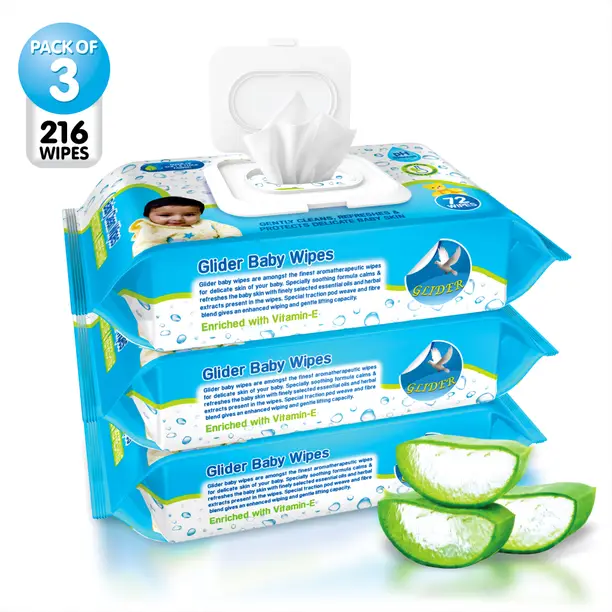 PACK OF
3
216
WIPES
72
WIPES
GENTLY CLEANS, REFRESHES &
PROTECTS DELICATE BABY SKIN
Glider Baby Wipes
Glider baby wipes are amongst the finest aromatherapeutic wipes
for delicate skin of your baby. Specially soothing formula calms &
refreshes the baby skin with finely selected essential oils and herbal
extracts present in the wipes. Special traction pod weave and fibre
blend gives an enhanced wiping and gentle lifting capacity.
Enriched with Vitamin-E
GLIDER
Glider Baby Wipes
Glider baby wipes are amongst the finest aromatherapeutic wipes
for delicate skin of your baby. Specially soothing formula calms &
refreshes the baby skin with finely selected essential oils and herbal
extracts present in the wipes. Special traction pod weave and fibre
blend gives an enhanced wiping and gentle lifting capacity.
Enriched with Vitamin-E
GLIDER
Glider Baby Wipes
Glider baby wipes are amongst the finest aromatherapeutic wipes
for delicate skin of your baby. Specially soothing formula calms &
refreshes the baby skin with finely selected essential oils and herbal
extracts present in the wipes. Special traction pod weave and fibre
blend gives an enhanced wiping and gentle lifting capacity.
Enriched with Vitamin-E